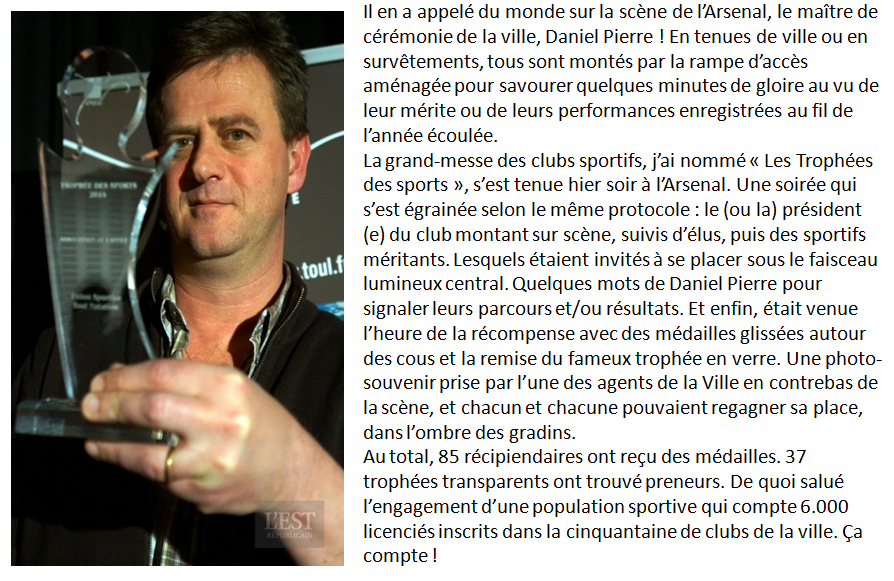 TROPHÉE DES SPORTS
2014
Union Sportive
Toul Natation
.toul.f
L'EST
RÉPUBLICAIN
Il en a appelé du monde sur la scène de l’Arsenal, le maître de
cérémonie de la ville, Daniel Pierre ! En tenues de ville ou en
survêtements, tous sont montés par la rampe d’accès
aménagée pour savourer quelques minutes de gloire au vu de
leur mérite ou de leurs performances enregistrées au fil de
l’année écoulée.
La grand-messe des clubs sportifs, j’ai nommé « Les Trophées
des sports », s’est tenue hier soir à l’Arsenal. Une soirée qui
s’est égrainée selon le même protocole : le (ou la) président
(e) du club montant sur scène, suivis d’élus, puis des sportifs
méritants. Lesquels étaient invités à se placer sous le faisceau
lumineux central. Quelques mots de Daniel Pierre pour
signaler leurs parcours et/ou résultats. Et enfin, était venue
l’heure de la récompense avec des médailles glissées autour
des cous et la remise du fameux trophée en verre. Une photo-
souvenir prise par l’une des agents de la Ville en contrebas de
la scène, et chacun et chacune pouvaient regagner sa place,
dans l’ombre des gradins.
Au total, 85 récipiendaires ont reçu des médailles. 37
trophées transparents ont trouvé preneurs. De quoi salué
l’engagement d’une population sportive qui compte 6.000
licenciés inscrits dans la cinquantaine de clubs de la ville. Ça
compte !